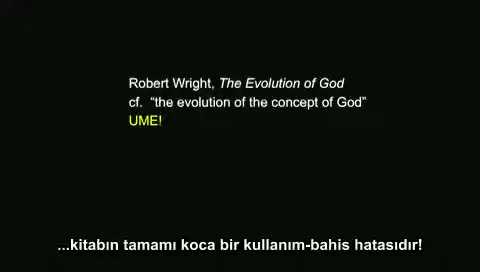 Robert Wright, The Evolution of God
cf. “the evolution of the concept of God”
UME!
...kitabın tamamı koca bir kullanım-bahis hatasıdır!